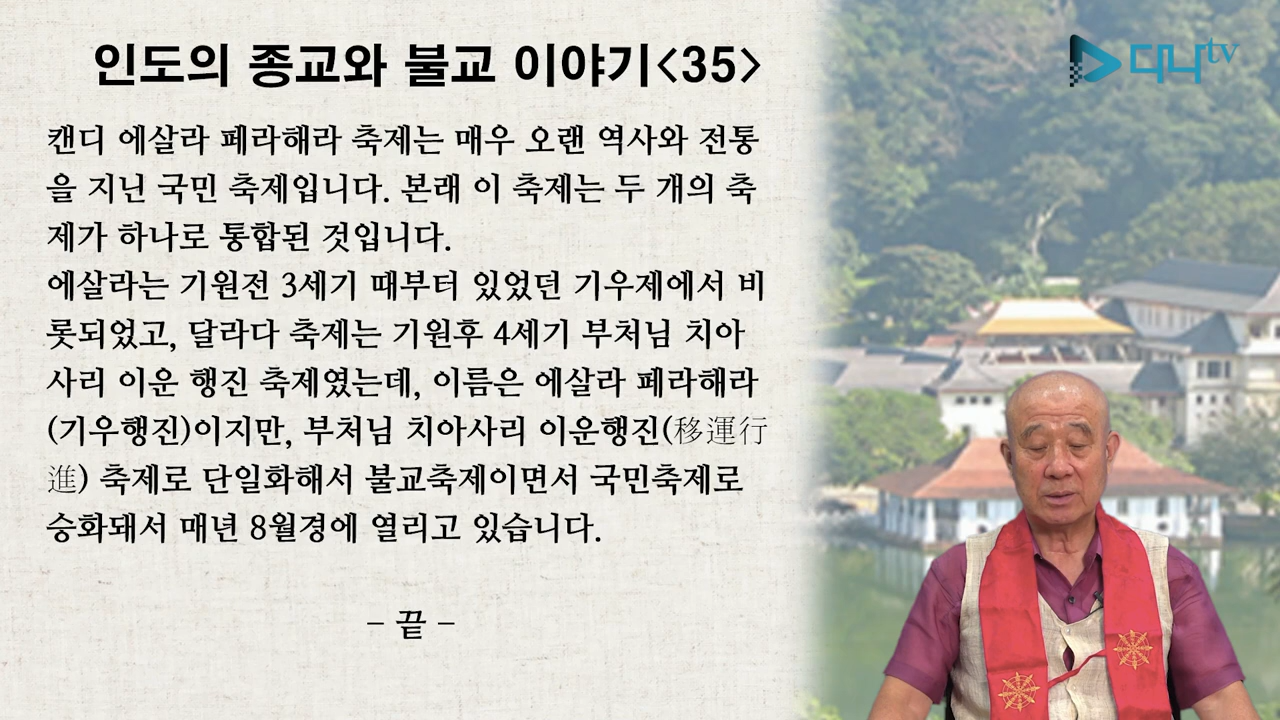 인도의 종교와 불교 이야기<35>
다나tv
캔디 에살라 페라해라 축제는 매우 오랜 역사와 전통
을 지닌 국민 축제입니다. 본래 이 축제는 두 개의 축
제가 하나로 통합된 것입니다.
에살라는 기원전 3세기 때부터 있었던 기우제에서 비
롯되었고, 달라다 축제는 기원후 4세기 부처님 치아
사리 이운 행진 축제였는데, 이름은 에살라 페라해라
(기우행진)이지만, 부처님 치아사리 이운행진(移運行
進) 축제로 단일화해서 불교축제이면서 국민축제로
승화돼서 매년 8월경에 열리고 있습니다.
– 끝 –